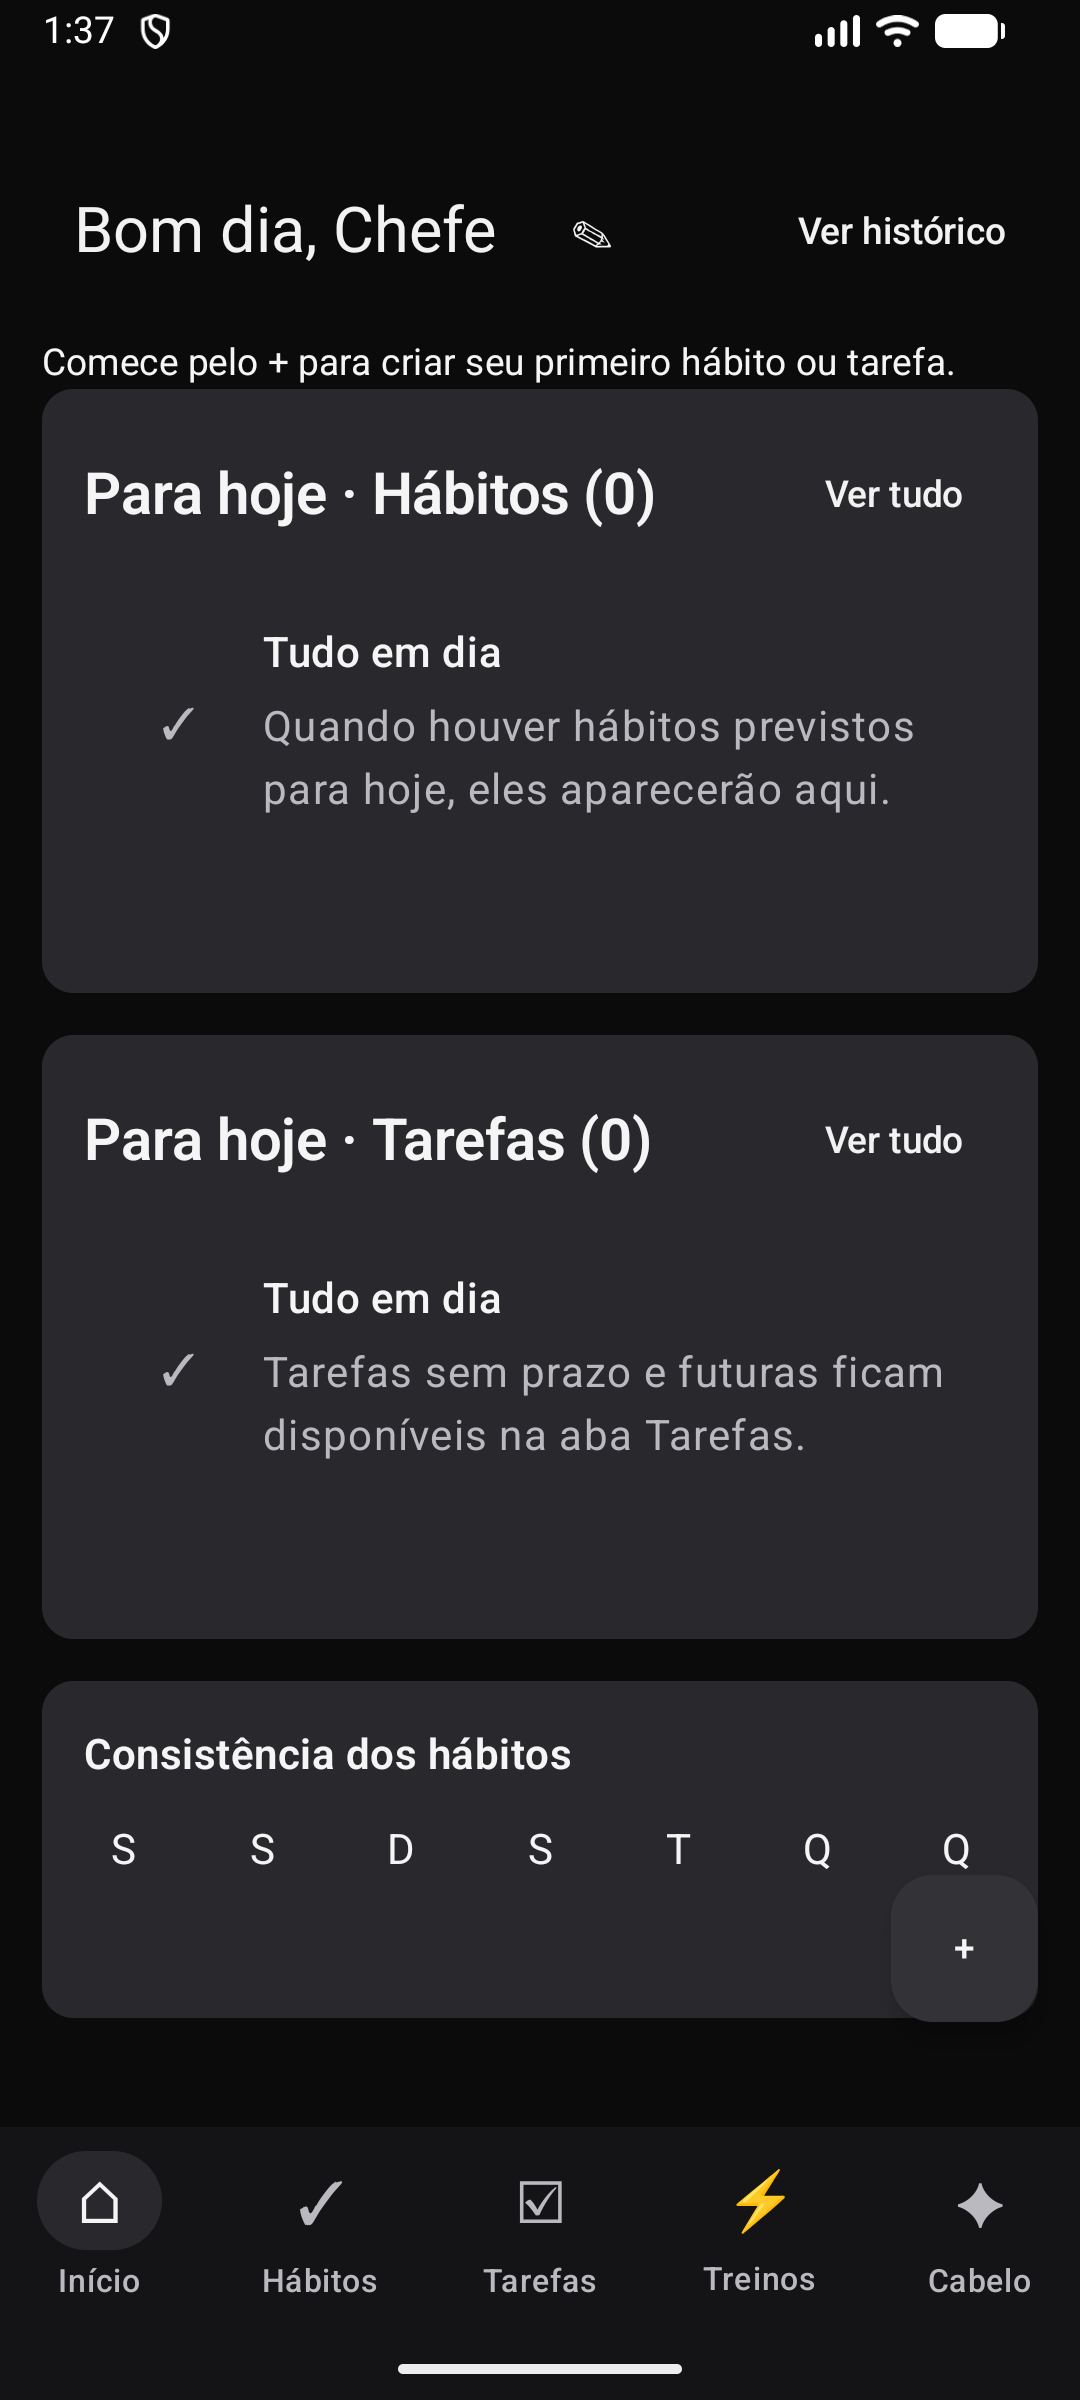 1:37
Bom dia, Chefe ✎ Ver histórico
Comece pelo + para criar seu primeiro hábito ou tarefa.
Para hoje · Hábitos (0) Ver tudo
Tudo em dia
✓ Quando houver hábitos previstos
para hoje, eles aparecerão aqui.
Para hoje · Tarefas (0) Ver tudo
Tudo em dia
✓ Tarefas sem prazo e futuras ficam
disponíveis na aba Tarefas.
Consistência dos hábitos
S S D S T Q Q
+
Início Hábitos Tarefas Treinos Cabelo